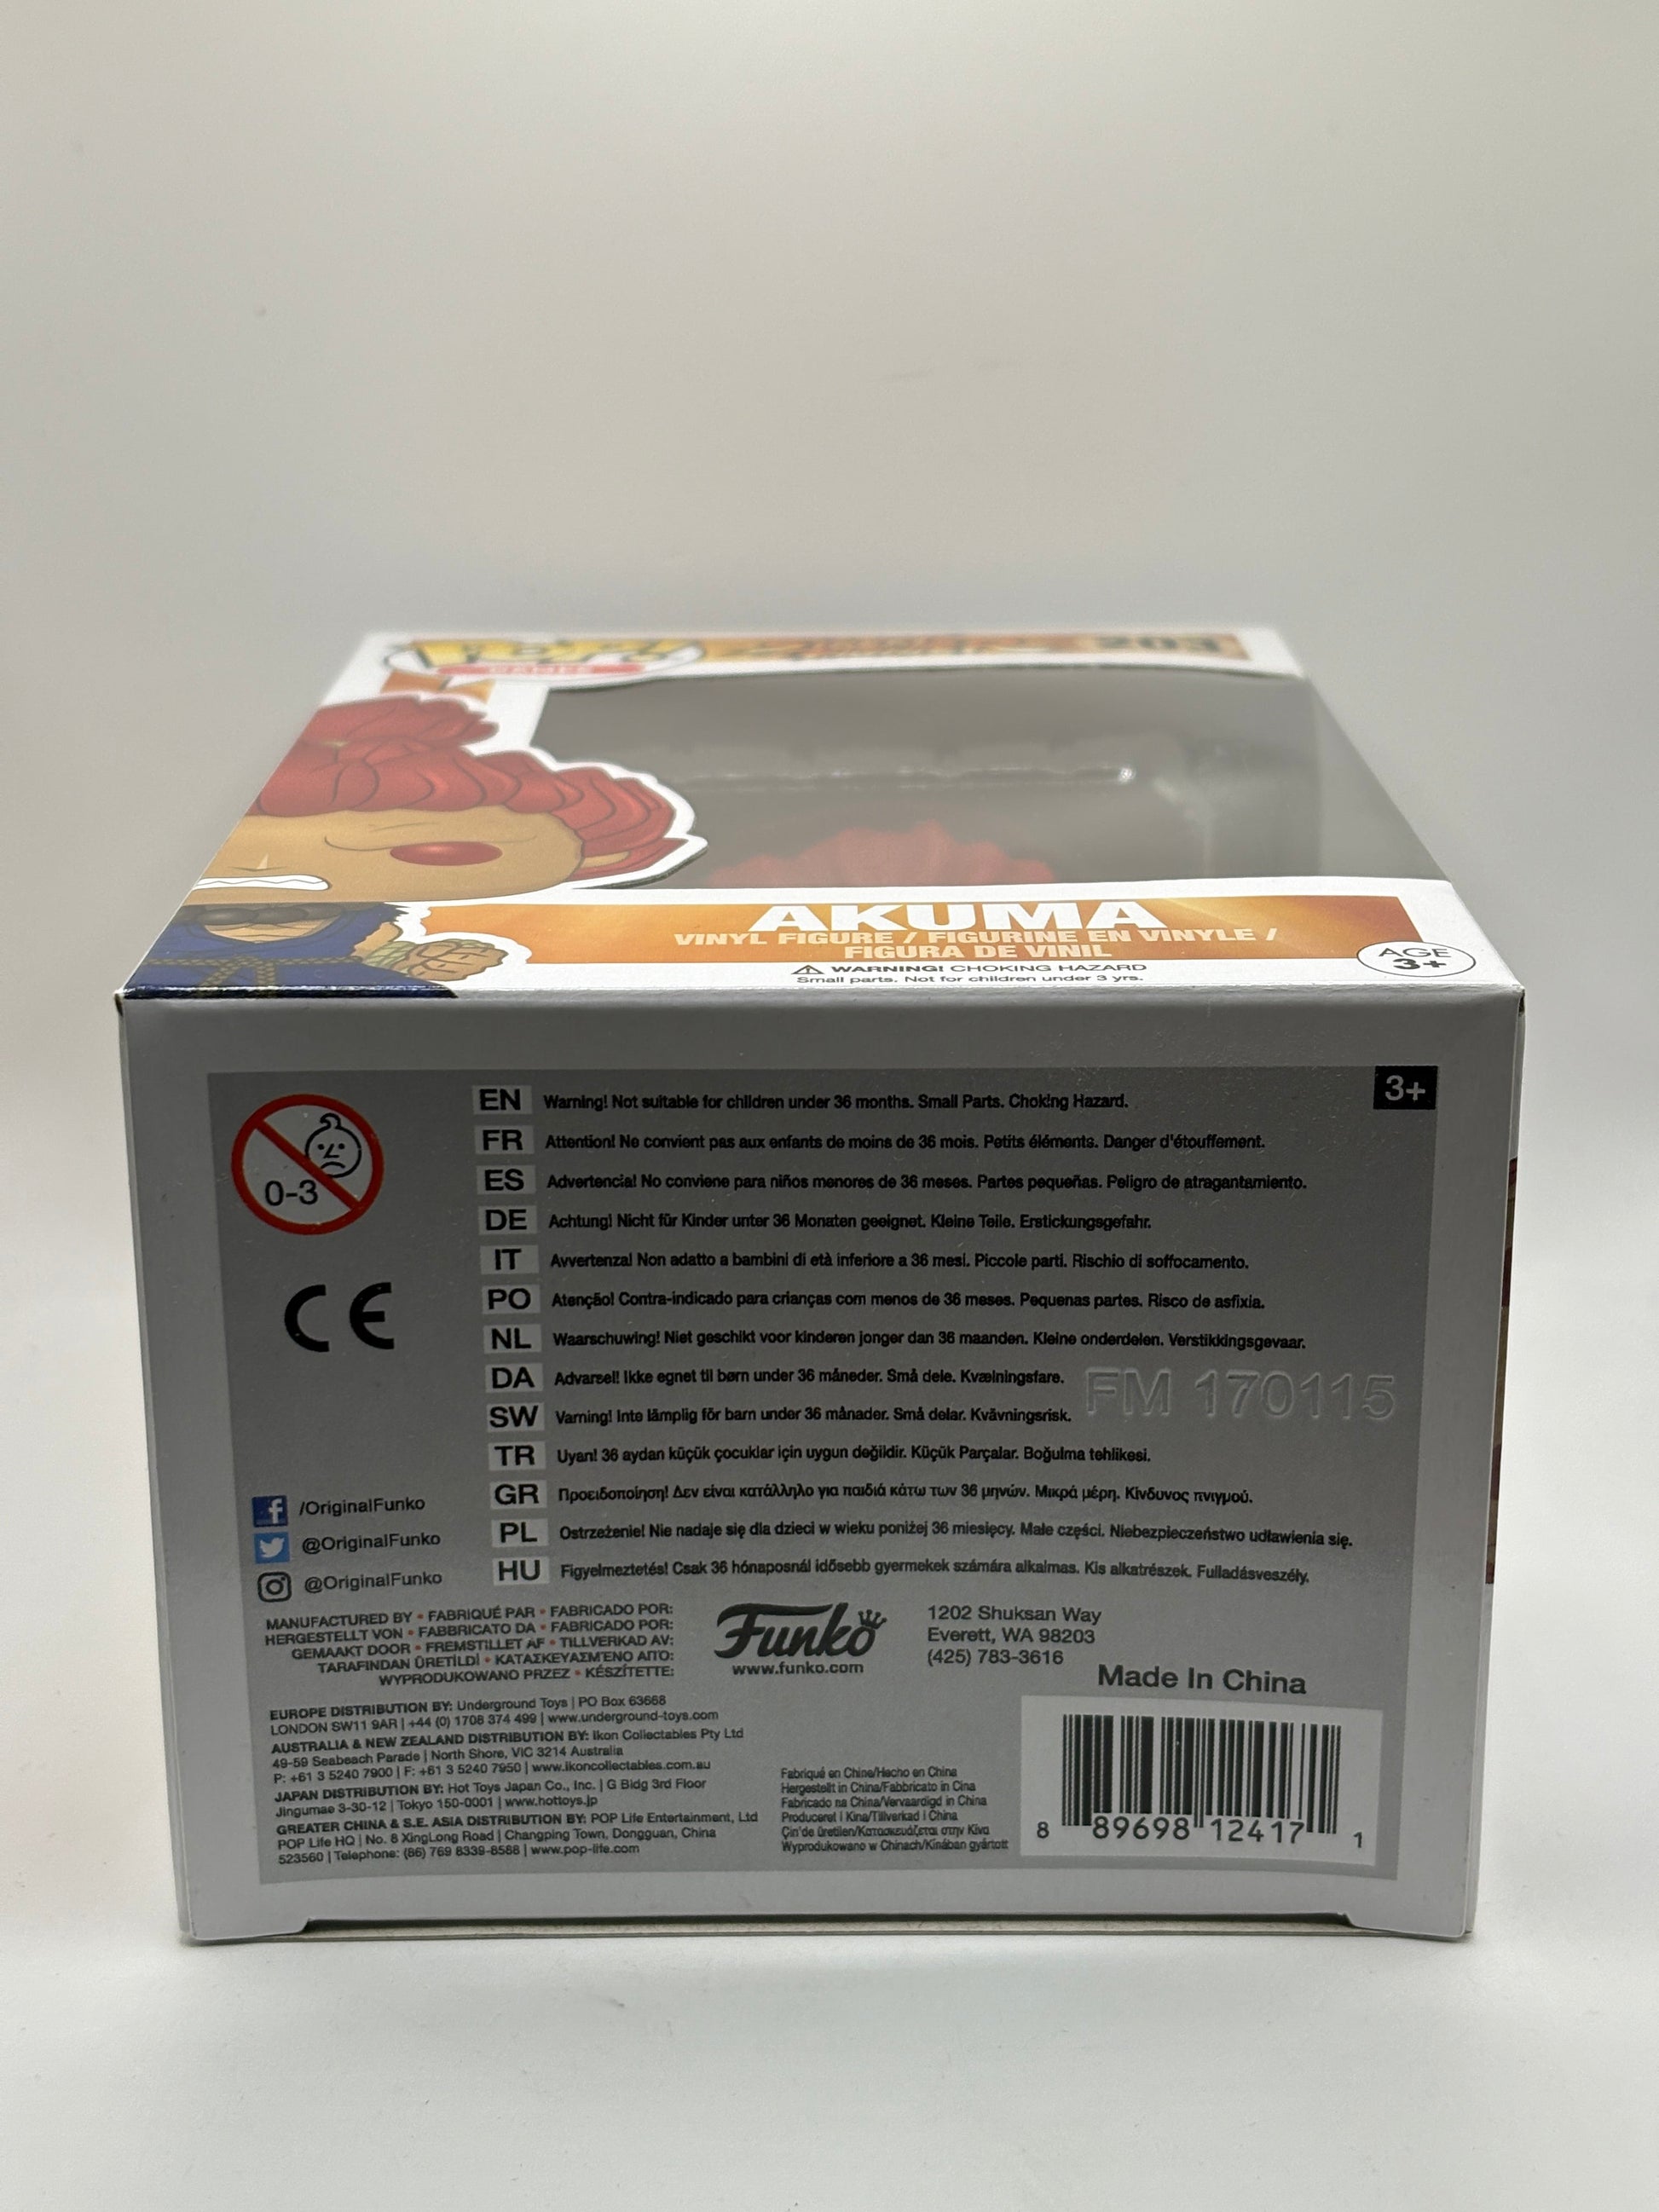 POP!
GAMES
203
AKUMA
VINYL FIGURE / FIGURINE EN VINYLE /
FIGURA DE VINIL
WARNING! CHOKING HAZARD
Small parts. Not for children under 3 yrs.
AGE
3+
3+
0-3
CE
EN Warning! Not suitable for children under 36 months. Small Parts. Choking Hazard.
FR Attention! Ne convient pas aux enfants de moins de 36 mois. Petits éléments. Danger d'étouffement.
ES Advertencia! No conviene para niños menores de 36 meses. Partes pequeñas. Peligro de atragantamiento.
DE Achtung! Nicht für Kinder unter 36 Monaten geeignet. Kleine Teile. Erstickungsgefahr.
IT Avvertenza! Non adatto a bambini di età inferiore a 36 mesi. Piccole parti. Rischio di soffocamento.
PO Atenção! Contra-indicado para crianças com menos de 36 meses. Pequenas partes. Risco de asfixia.
NL Waarschuwing! Niet geschikt voor kinderen jonger dan 36 maanden. Kleine onderdelen. Verstikkingsgevaar.
DA Advarsel! Ikke egnet til børn under 36 måneder. Små dele. Kvælningsfare.
SW Varning! Inte lämplig för barn under 36 månader. Små delar. Kvävningsrisk.
FM 170115
TR Uyarı! 36 aydan küçük çocuklar için uygun değildir. Küçük Parçalar. Boğulma tehlikesi.
GR Προειδοποίηση! Δεν είναι κατάλληλο για παιδιά κάτω των 36 μηνών. Μικρά μέρη. Κίνδυνος πνιγμού.
PL Ostrzeżenie! Nie nadaje się dla dzieci w wieku poniżej 36 miesięcy. Małe części. Niebezpieczeństwo udławienia się.
HU Figyelmeztetés! Csak 36 hónaposnál idősebb gyermekek számára alkalmas. Kis alkatrészek. Fulladásveszély.
/OriginalFunko
@OriginalFunko
@OriginalFunko
MANUFACTURED BY • FABRIQUÉ PAR • FABRICADO POR:
HERGESTELLT VON • FABBRICATO DA • FABRICADO POR:
GEMAAKT DOOR • FREMSTILLET AF • TILLVERKAD AV:
TARAFINDAN ÜRETİLDİ • ΚΑΤΑΣΚΕΥΑΣΜΈΝΟ ΑΠΟ:
WYPRODUKOWANO PRZEZ • KÉSZÍTETTE:
Funko
www.funko.com
1202 Shuksan Way
Everett, WA 98203
(425) 783-3616
Made In China
EUROPE DISTRIBUTION BY: Underground Toys | PO Box 63668
LONDON SW11 9AR | +44 (0) 1708 374 499 | www.underground-toys.com
AUSTRALIA & NEW ZEALAND DISTRIBUTION BY: Ikon Collectables Pty Ltd
49-59 Seabeach Parade | North Shore, VIC 3214 Australia
P: +61 3 5240 7900 | F: +61 3 5240 7950 | www.ikoncollectables.com.au
JAPAN DISTRIBUTION BY: Hot Toys Japan Co., Inc. | G Bldg 3rd Floor
Jingumae 3-30-12 | Tokyo 150-0001 | www.hottoys.jp
GREATER CHINA & S.E. ASIA DISTRIBUTION BY: POP Life Entertainment, Ltd
POP Life HQ | No. 8 XingLong Road | Changping Town, Dongguan, China
523560 | Telephone: (86) 769 8339-8588 | www.pop-life.com
Fabriqué en Chine/Hecho en China
Hergestellt in China/Fabbricato in Cina
Fabricado na China/Vervaardigd in China
Produceret i Kina/Tillverkad i China
Çin'de üretilen/Κατασκευάζεται στην Κίνα
Wyprodukowano w Chinach/Kínában gyártott
8 89698 12417 1